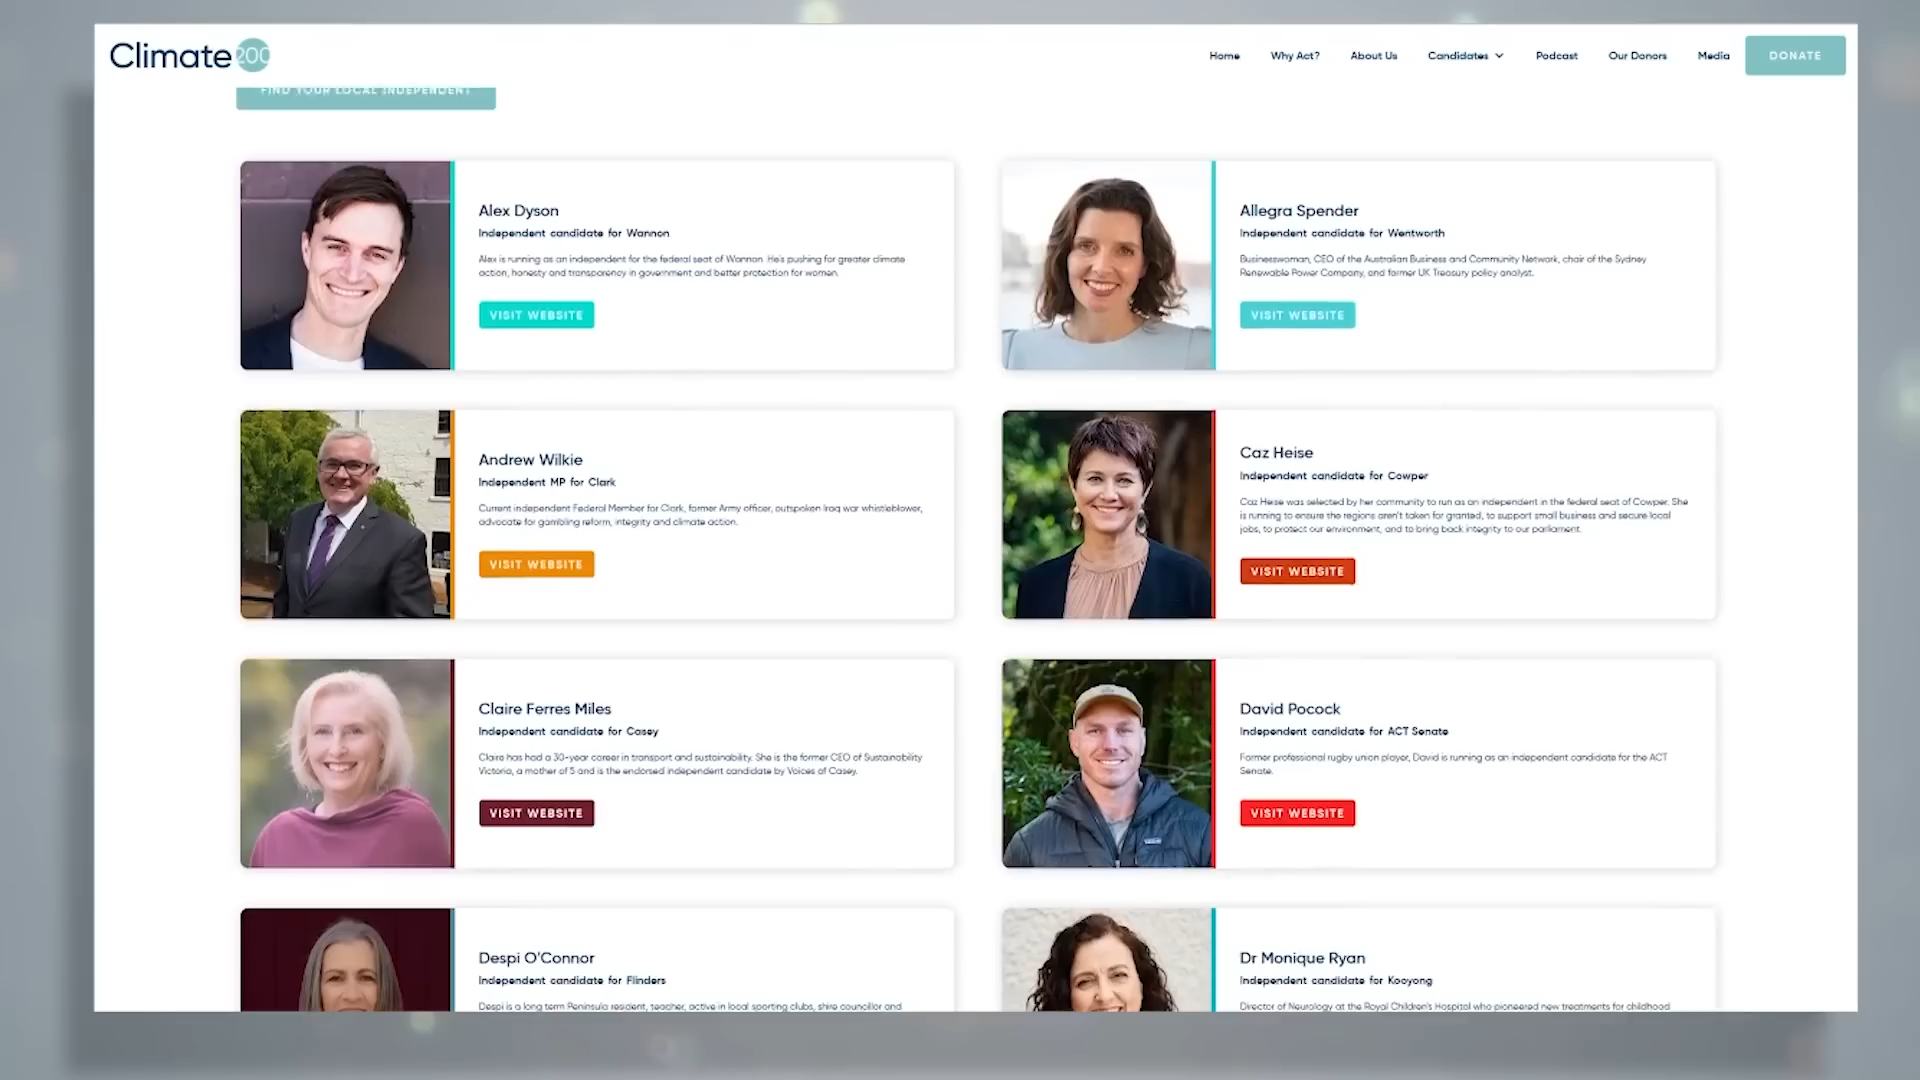 Climate200
Home Why Act? About Us Candidates Podcast Our Donors Media DONATE
FIND YOUR LOCAL INDEPENDENT
Alex Dyson
Independent candidate for Wannon
Alex is running as an independent for the federal seat of Wannon. He's pushing for greater climate
action, honesty and transparency in government and better protection for women.
VISIT WEBSITE
Allegra Spender
Independent candidate for Wentworth
Businesswoman, CEO of the Australian Business and Community Network, chair of the Sydney
Renewable Power Company, and former UK Treasury policy analyst.
VISIT WEBSITE
Andrew Wilkie
Independent MP for Clark
Current independent Federal Member for Clark, former Army officer, outspoken Iraq war whistleblower,
advocate for gambling reform, integrity and climate action.
VISIT WEBSITE
Caz Heise
Independent candidate for Cowper
Caz Heise was selected by her community to run as an independent in the federal seat of Cowper. She
is running to ensure the regions aren't taken for granted, to support small business and secure local
jobs, to protect our environment, and to bring back integrity to our parliament.
VISIT WEBSITE
Claire Ferres Miles
Independent candidate for Casey
Claire has had a 30-year career in transport and sustainability. She is the former CEO of Sustainability
Victoria, a mother of 5 and is the endorsed independent candidate by Voices of Casey.
VISIT WEBSITE
David Pocock
Independent candidate for ACT Senate
Former professional rugby union player, David is running as an independent candidate for the ACT
Senate.
VISIT WEBSITE
Despi O'Connor
Independent candidate for Flinders
Despi is a long term Peninsula resident, teacher, active in local sporting clubs, shire councillor and
Dr Monique Ryan
Independent candidate for Kooyong
Director of Neurology at the Royal Children's Hospital who pioneered new treatments for childhood